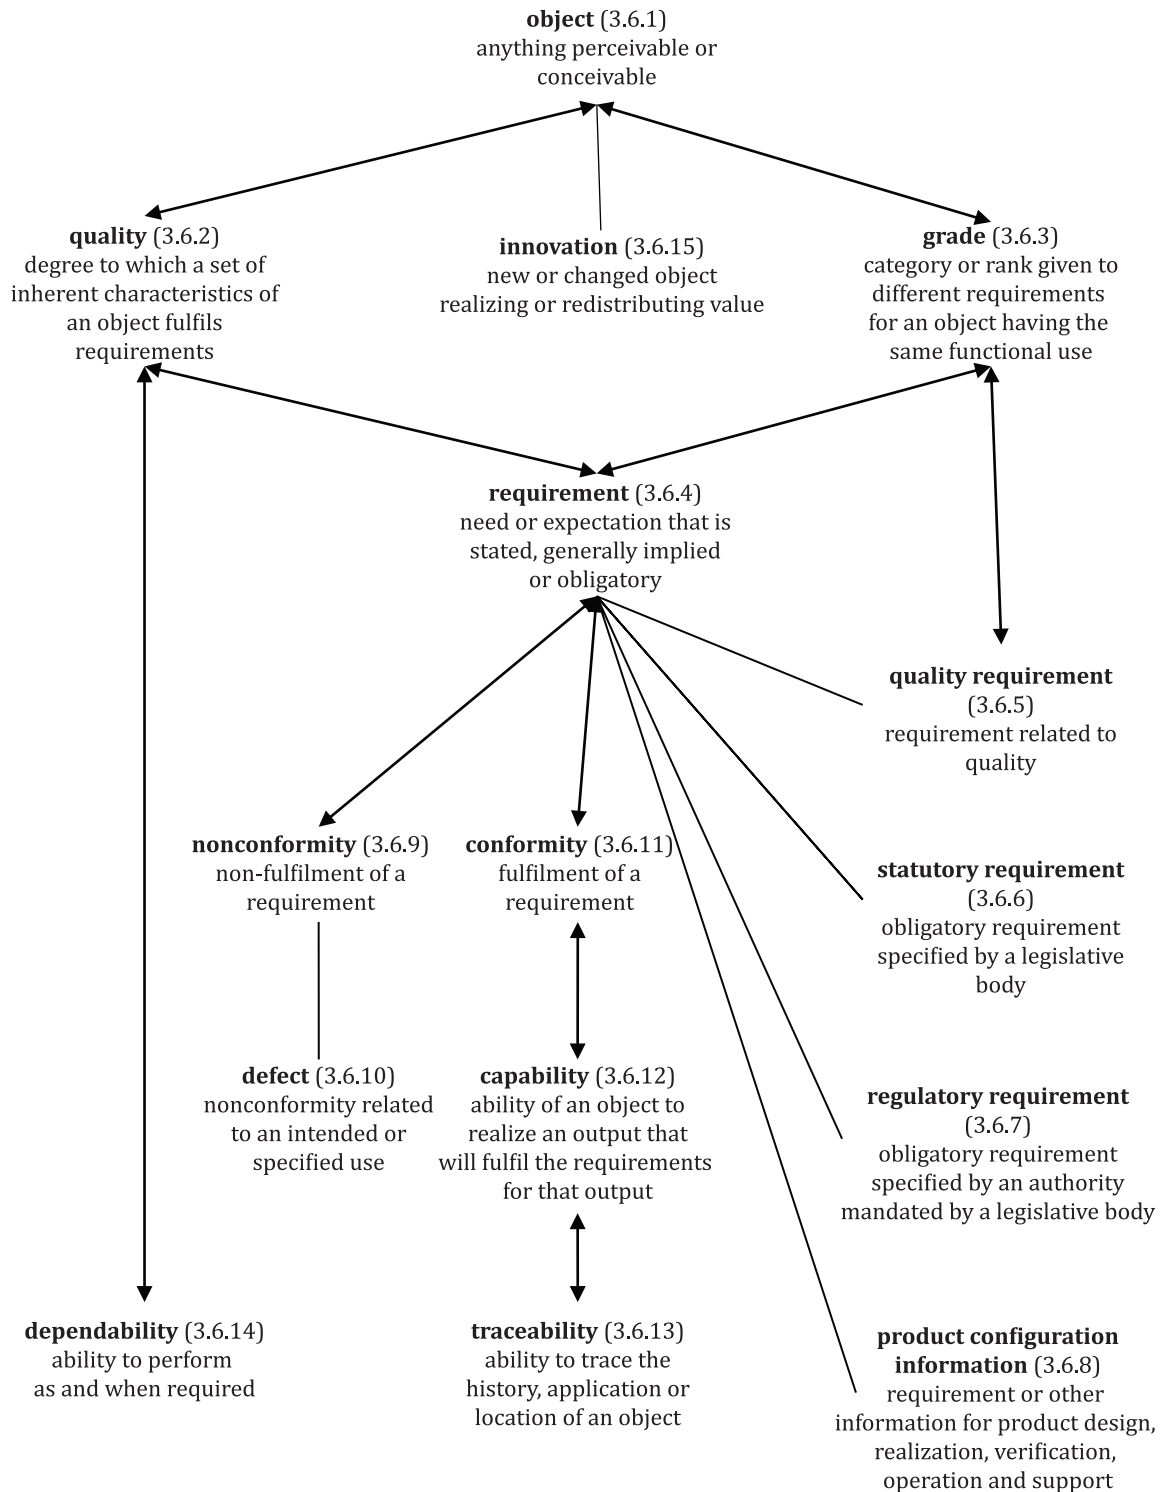 object (3.6.1)
anything perceivable or
conceivable
quality (3.6.2)
degree to which a set of
inherent characteristics of
an object fulfils
requirements
innovation (3.6.15)
new or changed object
realizing or redistributing value
grade (3.6.3)
category or rank given to
different requirements
for an object having the
same functional use
requirement (3.6.4)
need or expectation that is
stated, generally implied
or obligatory
quality requirement
(3.6.5)
requirement related to
quality
nonconformity (3.6.9)
non-fulfilment of a
requirement
conformity (3.6.11)
fulfilment of a
requirement
statutory requirement
(3.6.6)
obligatory requirement
specified by a legislative
body
defect (3.6.10)
nonconformity related
to an intended or
specified use
capability (3.6.12)
ability of an object to
realize an output that
will fulfil the requirements
for that output
regulatory requirement
(3.6.7)
obligatory requirement
specified by an authority
mandated by a legislative body
dependability (3.6.14)
ability to perform
as and when required
traceability (3.6.13)
ability to trace the
history, application or
location of an object
product configuration
information (3.6.8)
requirement or other
information for product design,
realization, verification,
operation and support